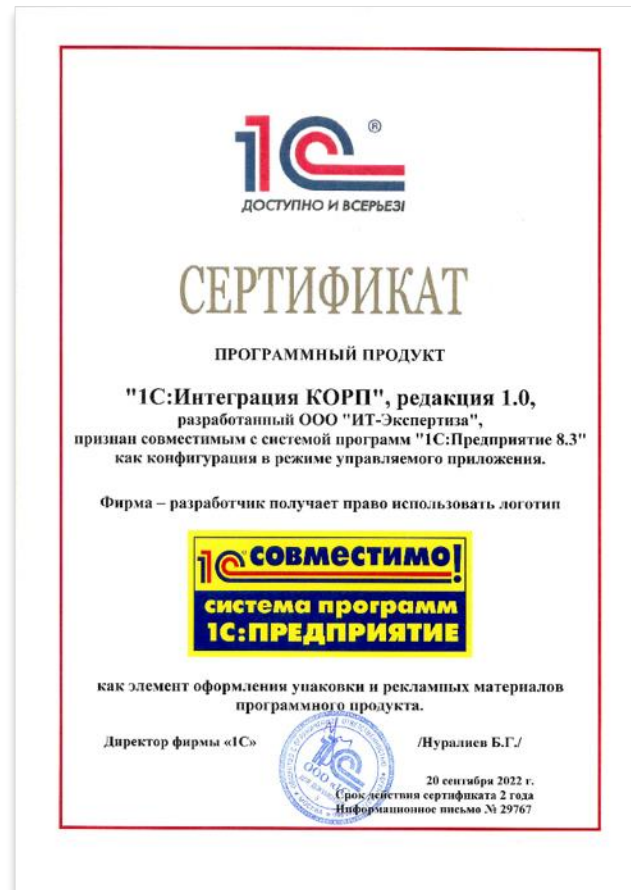 1С®
ДОСТУПНО И ВСЕРЬЕЗ!
СЕРТИФИКАТ
ПРОГРАММНЫЙ ПРОДУКТ
"1С:Интеграция КОРП", редакция 1.0,
разработанный ООО "ИТ-Экспертиза",
признан совместимым с системой программ "1С:Предприятие 8.3"
как конфигурация в режиме управляемого приложения.
Фирма – разработчик получает право использовать логотип
1С® СОВМЕСТИМО!
система программ
1С:ПРЕДПРИЯТИЕ
как элемент оформления упаковки и рекламных материалов
программного продукта.
Директор фирмы «1С» /Нуралиев Б.Г./
ООО "1С"
20 сентября 2022 г.
Срок действия сертификата 2 года
Информационное письмо № 29767